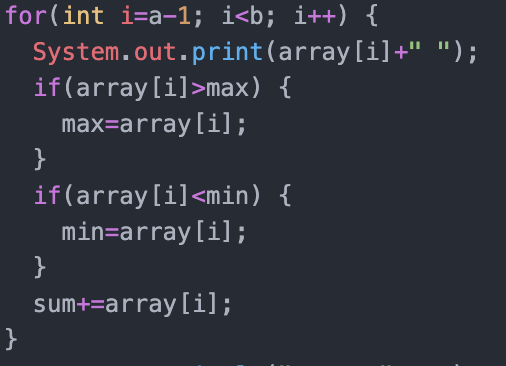 for(int i=a-1; i<b; i++) {
  System.out.print(array[i]+" ");
  if(array[i]>max) {
    max=array[i];
  }
  if(array[i]<min) {
    min=array[i];
  }
  sum+=array[i];
}